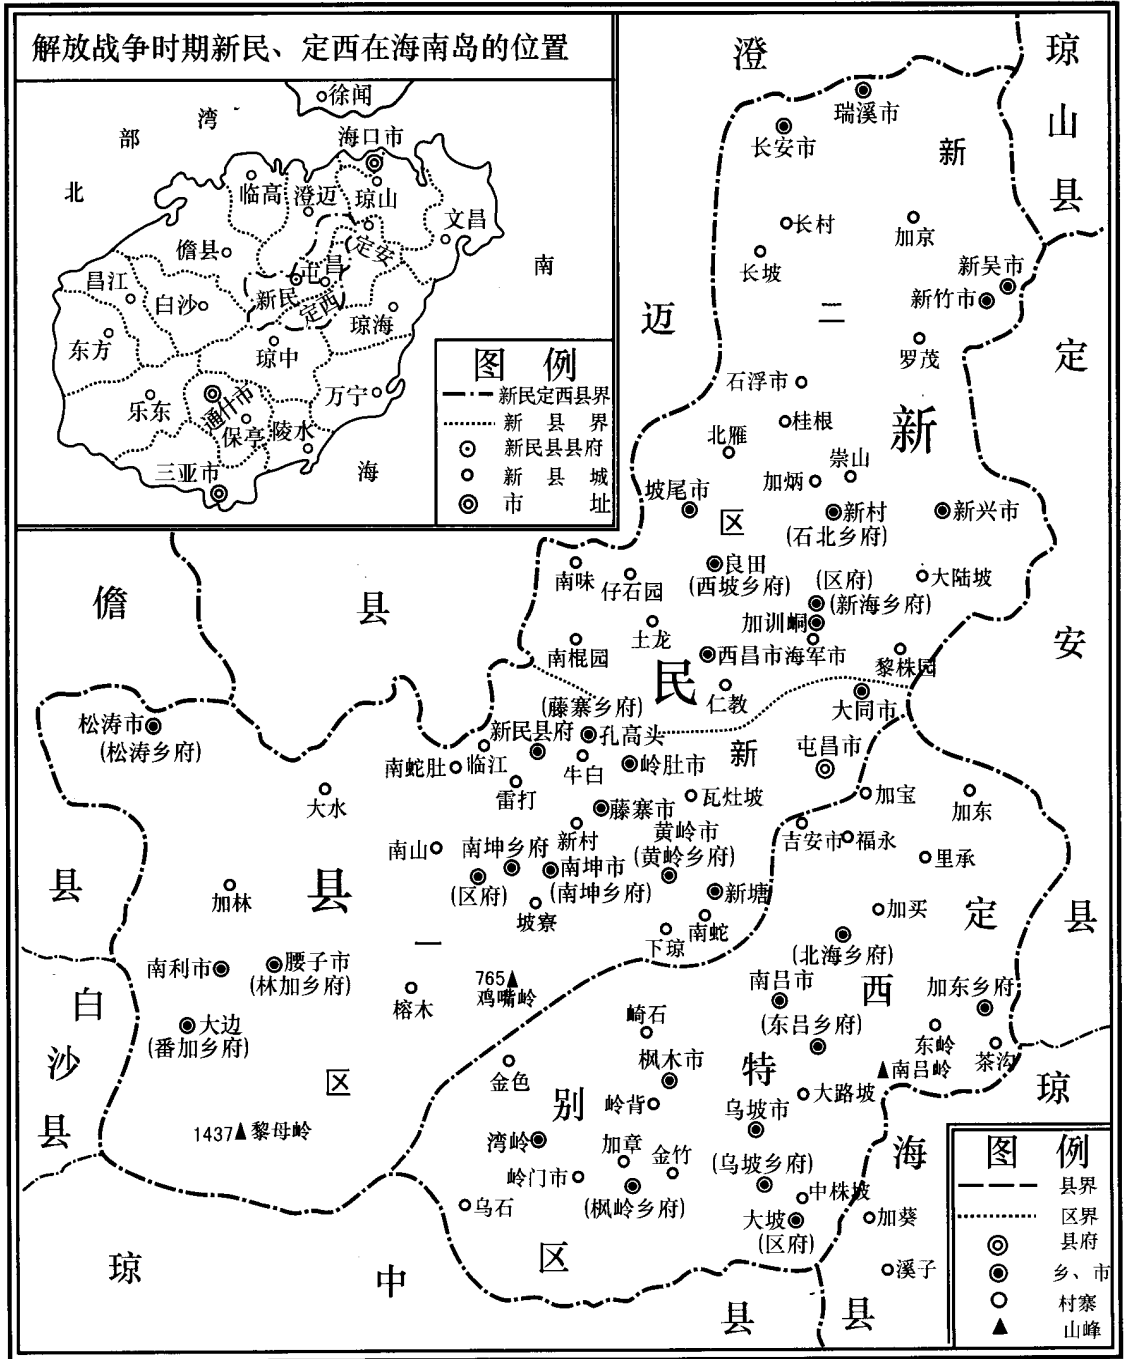 解放战争时期新民、定西在海南岛的位置
徐闻
北部湾
海口市
临高
澄迈
琼山
文昌
儋县
定安
南海
昌江
屯昌
白沙
新民
定西
琼海
东方
琼中
乐东
通什市
万宁
保亭
陵水
三亚市
图例
新民定西县界
新县界
新民县县府
新县城
市址
澄迈县
琼山县
瑞溪市
长安市
新
长村
加京
长坡
新吴市
新竹市
二
罗茂
定安县
石浮市
桂根
新
北雁
崇山
加炳
坡尾市
区
新村
(石北乡府)
新兴市
南味
仔石园
良田
(西坡乡府)
(区府)
(新海乡府)
大陆坡
儋县
加训峒
土龙
南棍园
西昌市
海军市
黎株园
民
仁教
大同市
松涛市
(松涛乡府)
(藤寨乡府)
新民县府
孔高头
新
屯昌市
南蛇肚
临江
牛白
岭肚市
雷打
大水
瓦灶坡
加宝
加东
藤寨市
新村
黄岭市
(黄岭乡府)
吉安市
福永
南山
南坤乡府
南坤市
(南坤乡府)
(区府)
里承
县
加林
坡寮
新塘
南蛇
下琼
加买
定
一
南利市
腰子市
(林加乡府)
765
鸡嘴岭
榕木
(北海乡府)
南吕市
(东吕乡府)
西
加东乡府
白沙县
大边
(番加乡府)
崎石
东岭
茶沟
南吕岭
枫木市
特
金色
区
别
岭背
大路坡
乌坡市
琼海县
1437
黎母岭
湾岭
加章
金竹
岭门市
(枫岭乡府)
(乌坡乡府)
中株坡
乌石
大坡
(区府)
加葵
区
溪子
琼中县
图例
县界
区界
县府
乡、市
村寨
山峰